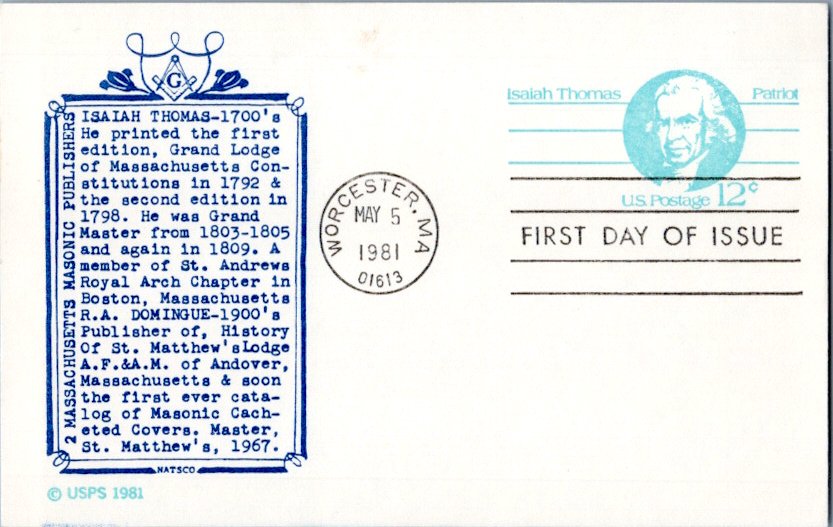 G
2 MASSACHUSETTS MASONIC PUBLISHERS
ISAIAH THOMAS-1700's
He printed the first
edition, Grand Lodge
of Massachusetts Con-
stitutions in 1792 &
the second edition in
1798. He was Grand
Master from 1803-1805
and again in 1809. A
member of St. Andrews
Royal Arch Chapter in
Boston, Massachusetts
R.A. DOMINGUE-1900's
Publisher of, History
Of St. Matthew'sLodge
A.F.&A.M. of Andover,
Massachusetts & soon
the first ever cata-
log of Masonic Cach-
eted Covers. Master,
St. Matthew's, 1967.
NATSCO
© USPS 1981
WORCESTER, MA
MAY 5
1981
01613
Isaiah Thomas Patriot
U.S. Postage 12¢
FIRST DAY OF ISSUE